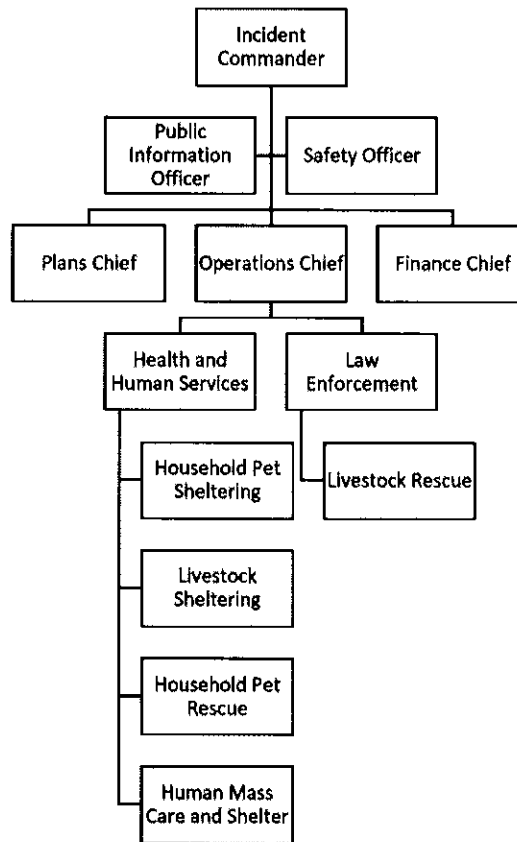 Incident
Commander
Public
Information
Officer
Safety Officer
Plans Chief
Operations Chief
Finance Chief
Health and
Human Services
Law
Enforcement
Household Pet
Sheltering
Livestock Rescue
Livestock
Sheltering
Household Pet
Rescue
Human Mass
Care and Shelter